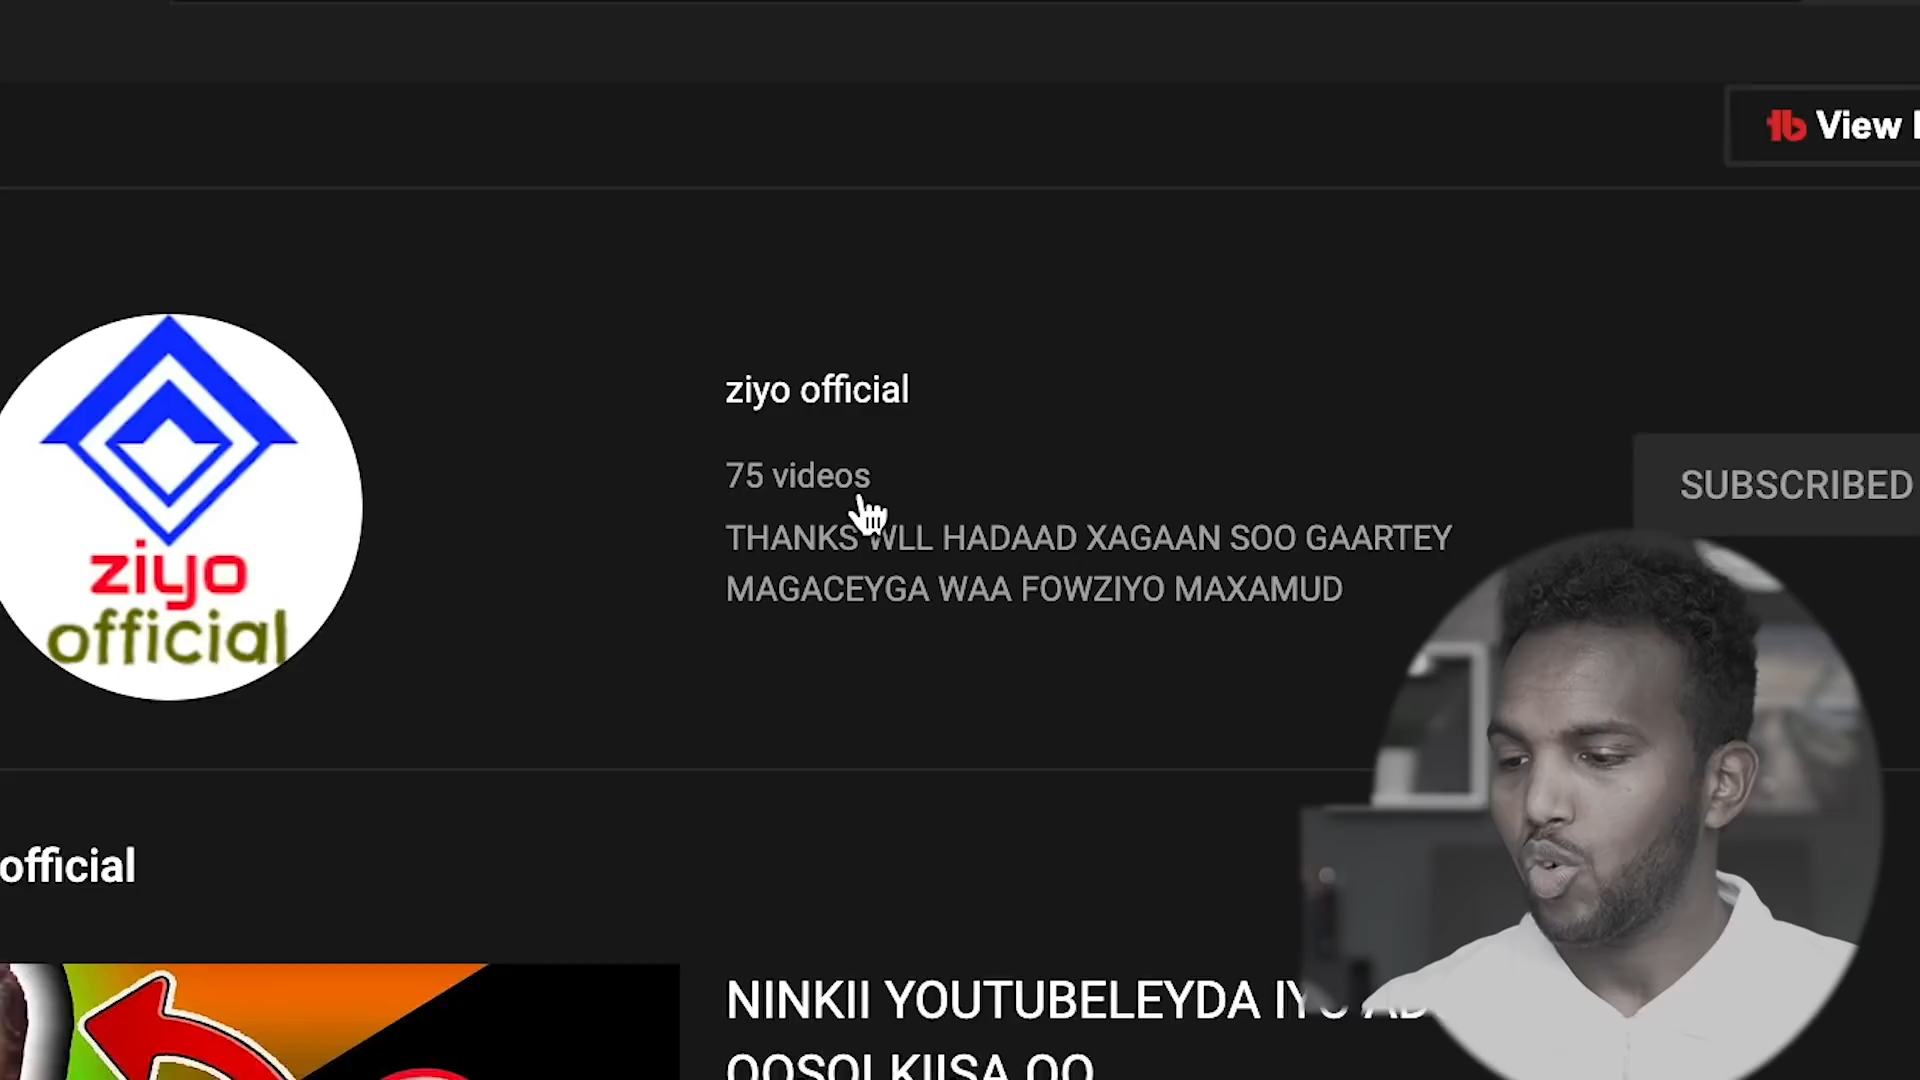 View
ziyo official
75 videos
SUBSCRIBED
THANKS WLL HADAAD XAGAAN SOO GAARTEY
MAGACEYGA WAA FOWZIYO MAXAMUD
ziyo
official
official
NINKII YOUTUBELEYDA IYO